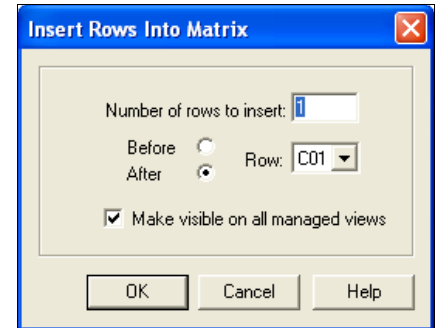 Insert Rows Into Matrix
Number of rows to insert: 1
Before
Row: C01
After
Make visible on all managed views
OK Cancel Help